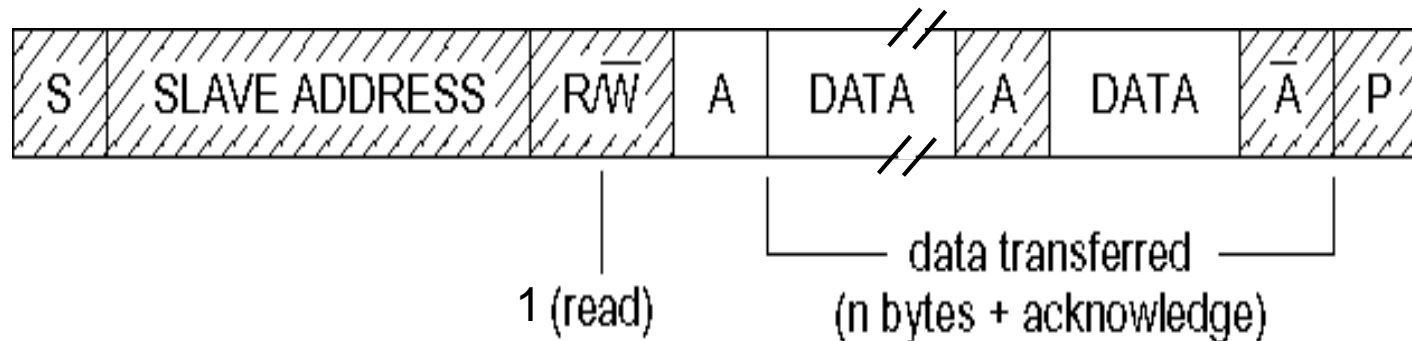 S SLAVE ADDRESS R/W̅ A DATA A DATA A̅ P
data transferred
1 (read) (n bytes + acknowledge)